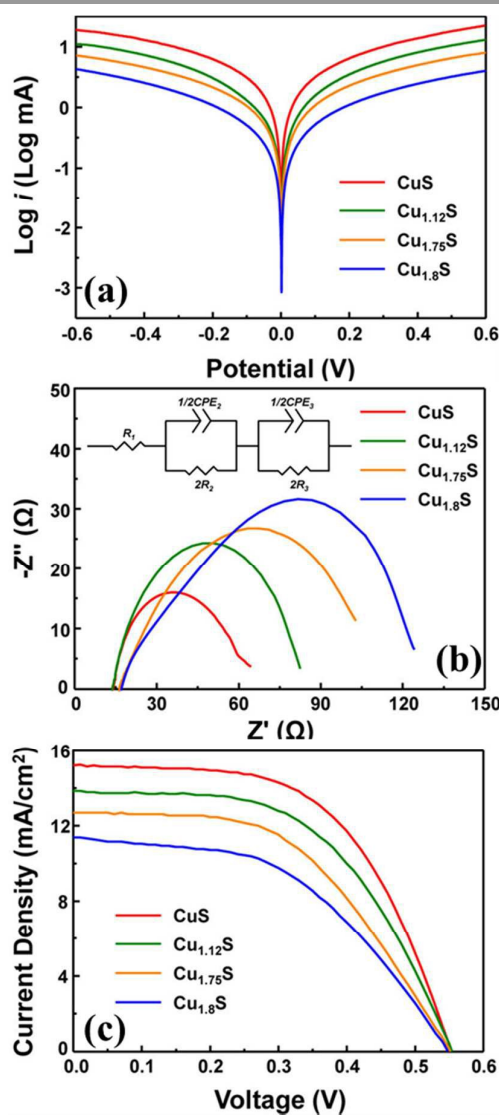 Log i (Log mA)
1
0
-1
-2
-3
CuS
Cu1.12S
Cu1.75S
Cu1.8S
(a)
-0.6 -0.4 -0.2 0.0 0.2 0.4 0.6
Potential (V)
-Z'' (Ω)
50
40
30
20
10
0
1/2CPE2 1/2CPE3
R1
2R2 2R3
CuS
Cu1.12S
Cu1.75S
Cu1.8S
(b)
30 60 90 120 150
Z' (Ω)
Current Density (mA/cm²)
16
12
8
4
0
CuS
Cu1.12S
Cu1.75S
Cu1.8S
(c)
0.0 0.1 0.2 0.3 0.4 0.5 0.6
Voltage (V)